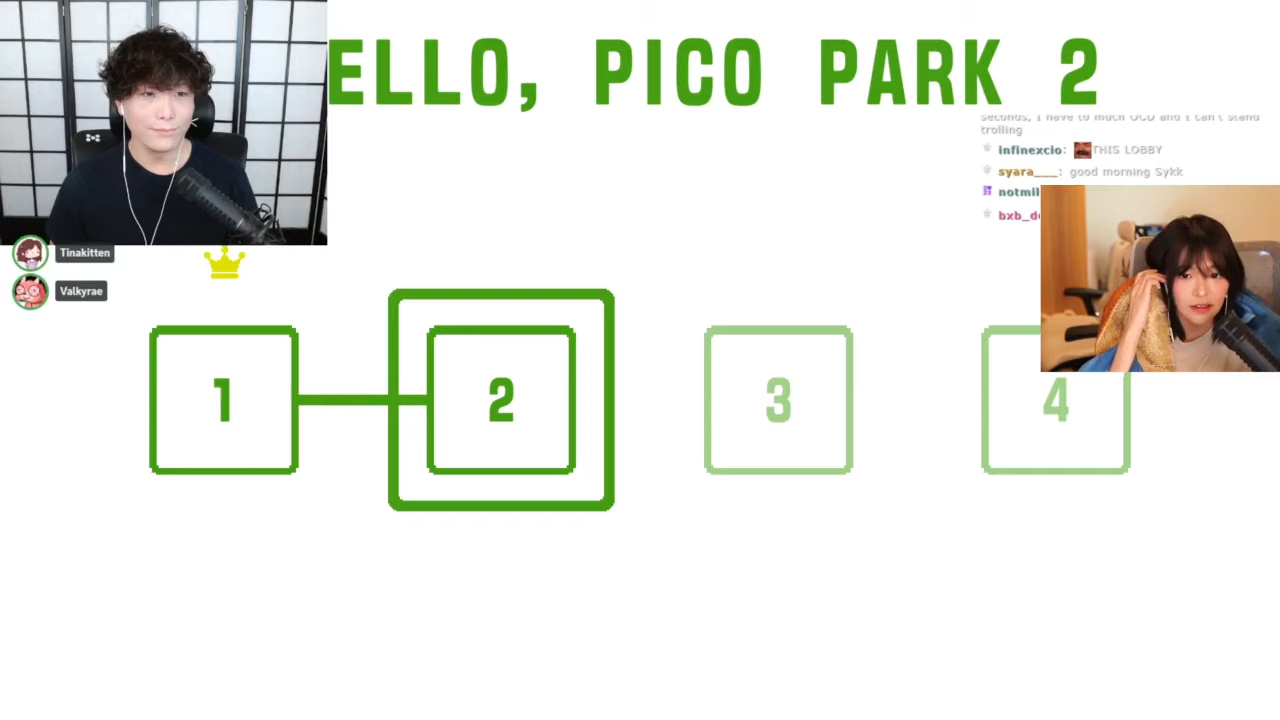 ELLO, PICO PARK 2
seconds, I have to much OCD and I can't stand
trolling
infinexcio: THIS LOBBY
syara___: good morning Sykk
notmil
bxb_d
Tinakitten
Valkyrae
1
2
3
4